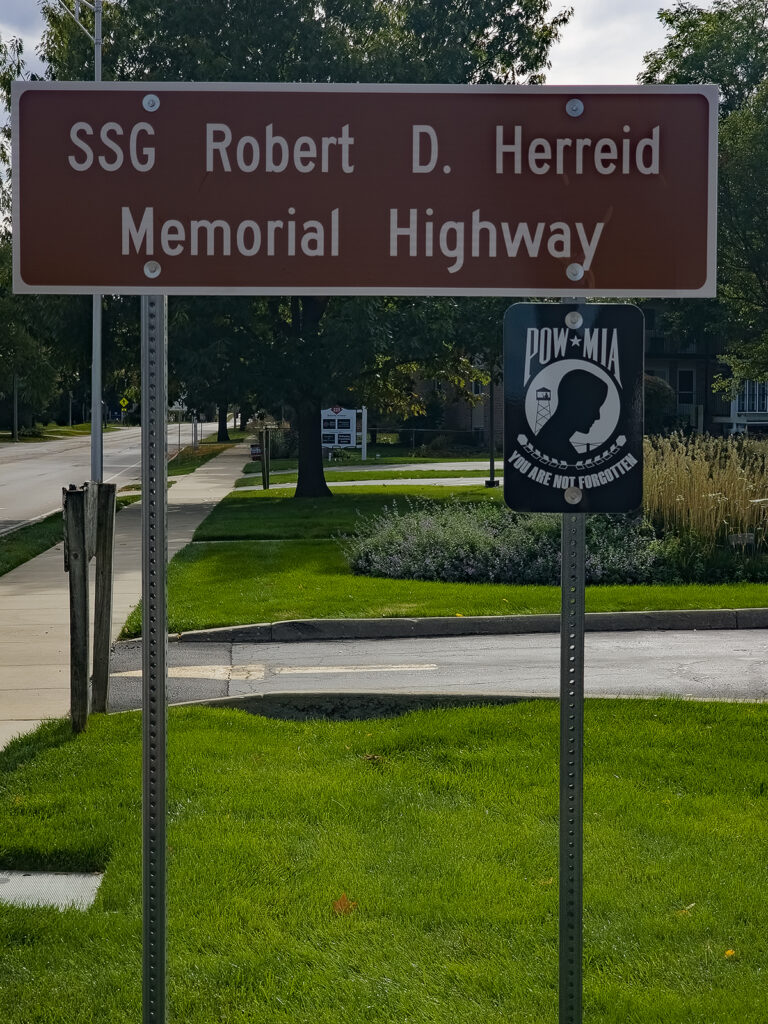 SSG Robert D. Herreid
Memorial Highway
POW★MIA
YOU ARE NOT FORGOTTEN